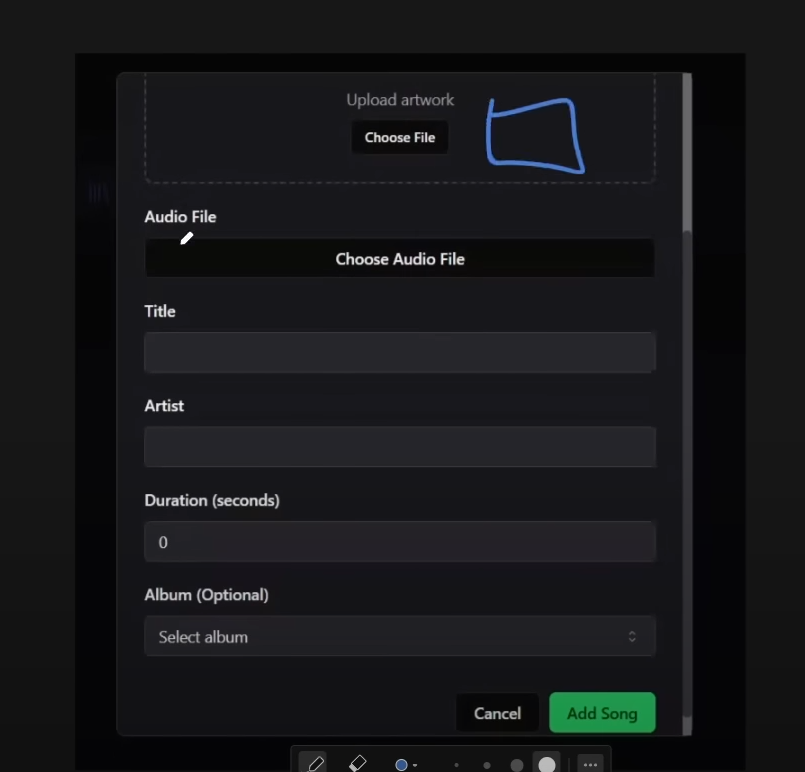 Upload artwork
Choose File
Audio File
Choose Audio File
Title
Artist
Duration (seconds)
0
Album (Optional)
Select album
Cancel
Add Song